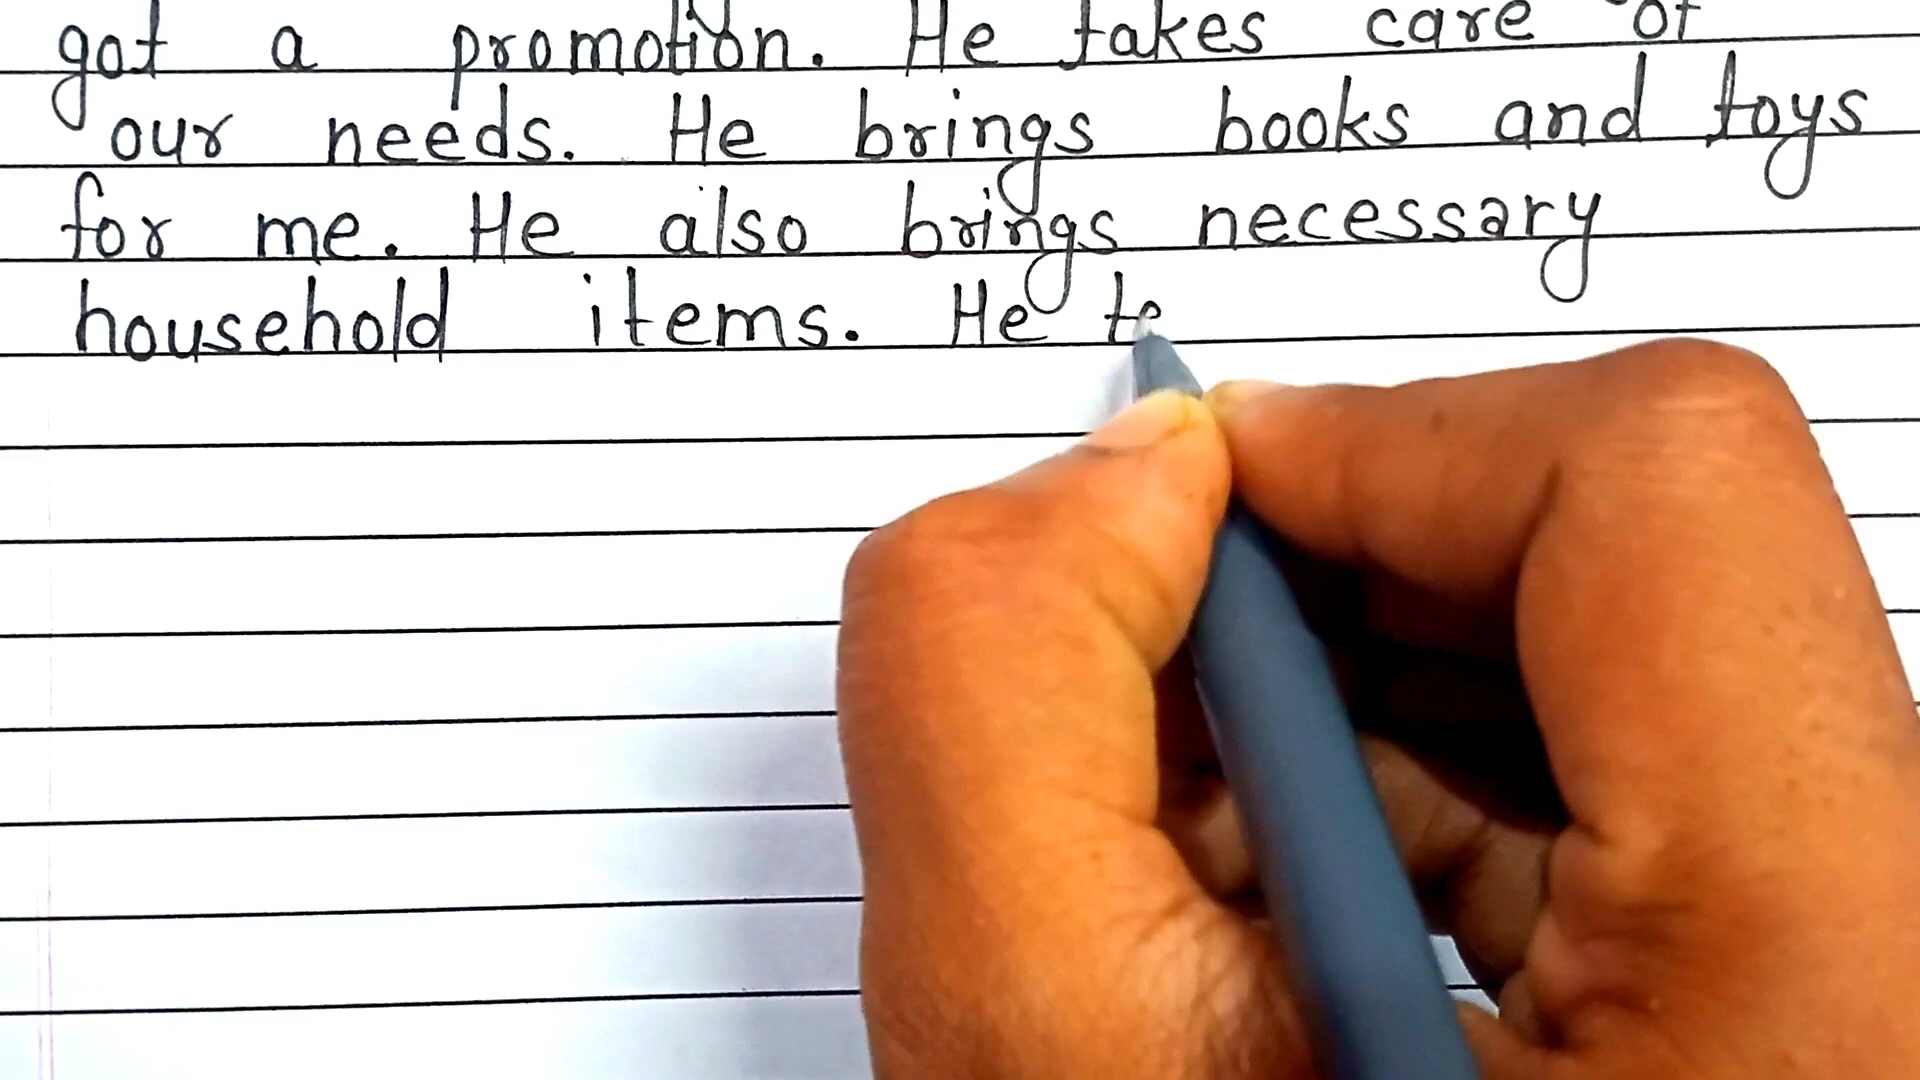 got a promotion. He takes care of
our needs. He brings books and toys
for me. He also brings necessary
household items. He te